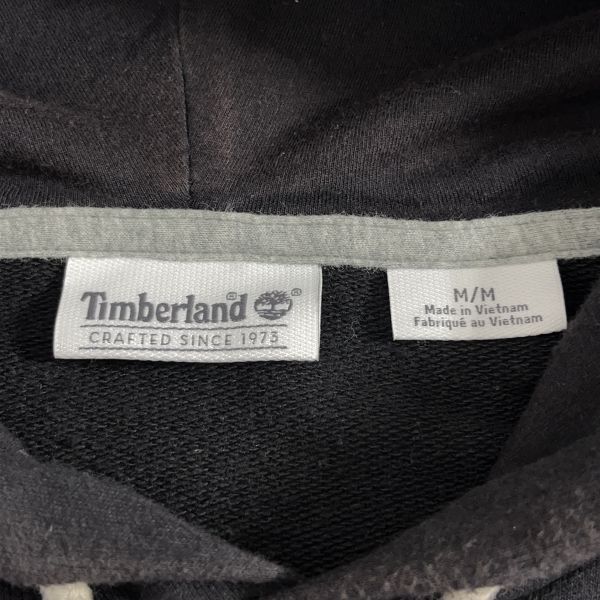 Timberland®
CRAFTED SINCE 1973
M/M
Made in Vietnam
Fabriqué au Vietnam